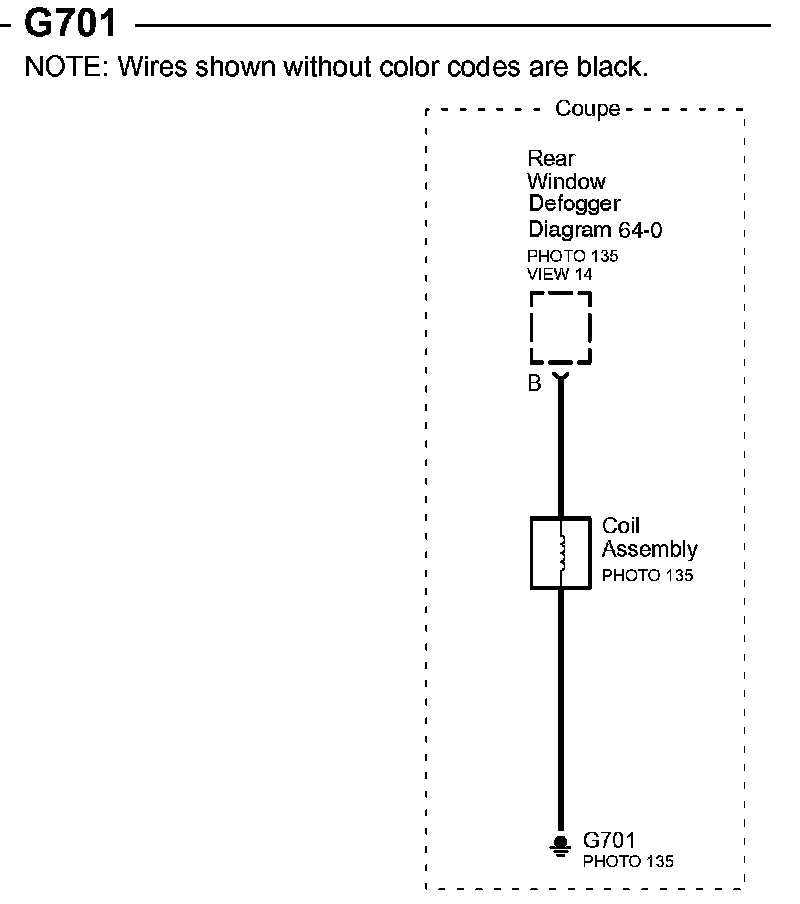 G701
NOTE: Wires shown without color codes are black.
Coupe
Rear
Window
Defogger
Diagram 64-0
PHOTO 135
VIEW 14
B
Coil
Assembly
PHOTO 135
G701
PHOTO 135